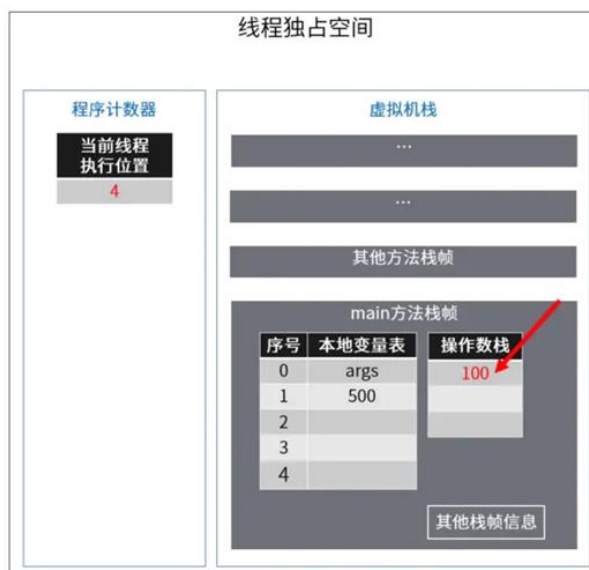 线程独占空间
程序计数器
当前线程
执行位置
4
虚拟机栈
...
...
其他方法栈帧
main方法栈帧
序号 本地变量表 操作数栈
0 args 100
1 500
2
3
4
其他栈帧信息